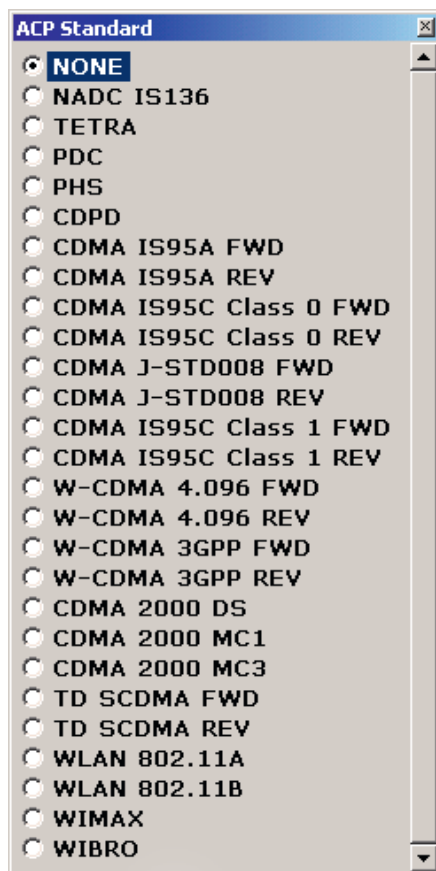 ACP Standard
NONE
NADC IS136
TETRA
PDC
PHS
CDPD
CDMA IS95A FWD
CDMA IS95A REV
CDMA IS95C Class 0 FWD
CDMA IS95C Class 0 REV
CDMA J-STD008 FWD
CDMA J-STD008 REV
CDMA IS95C Class 1 FWD
CDMA IS95C Class 1 REV
W-CDMA 4.096 FWD
W-CDMA 4.096 REV
W-CDMA 3GPP FWD
W-CDMA 3GPP REV
CDMA 2000 DS
CDMA 2000 MC1
CDMA 2000 MC3
TD SCDMA FWD
TD SCDMA REV
WLAN 802.11A
WLAN 802.11B
WIMAX
WIBRO